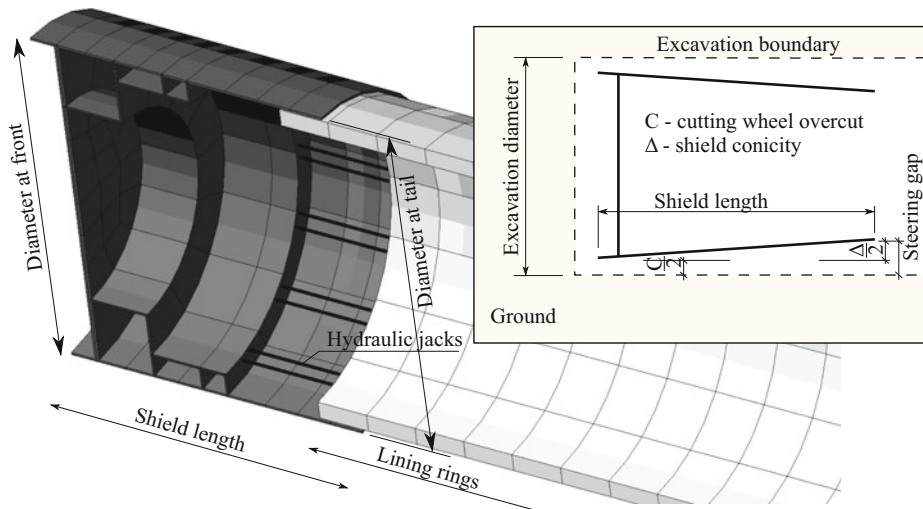 Diameter at front
Diameter at tail
Hydraulic jacks
Shield length
Lining rings
Excavation boundary
Excavation diameter
C - cutting wheel overcut
Δ - shield conicity
Shield length
Steering gap
C
2
Δ
2
Ground